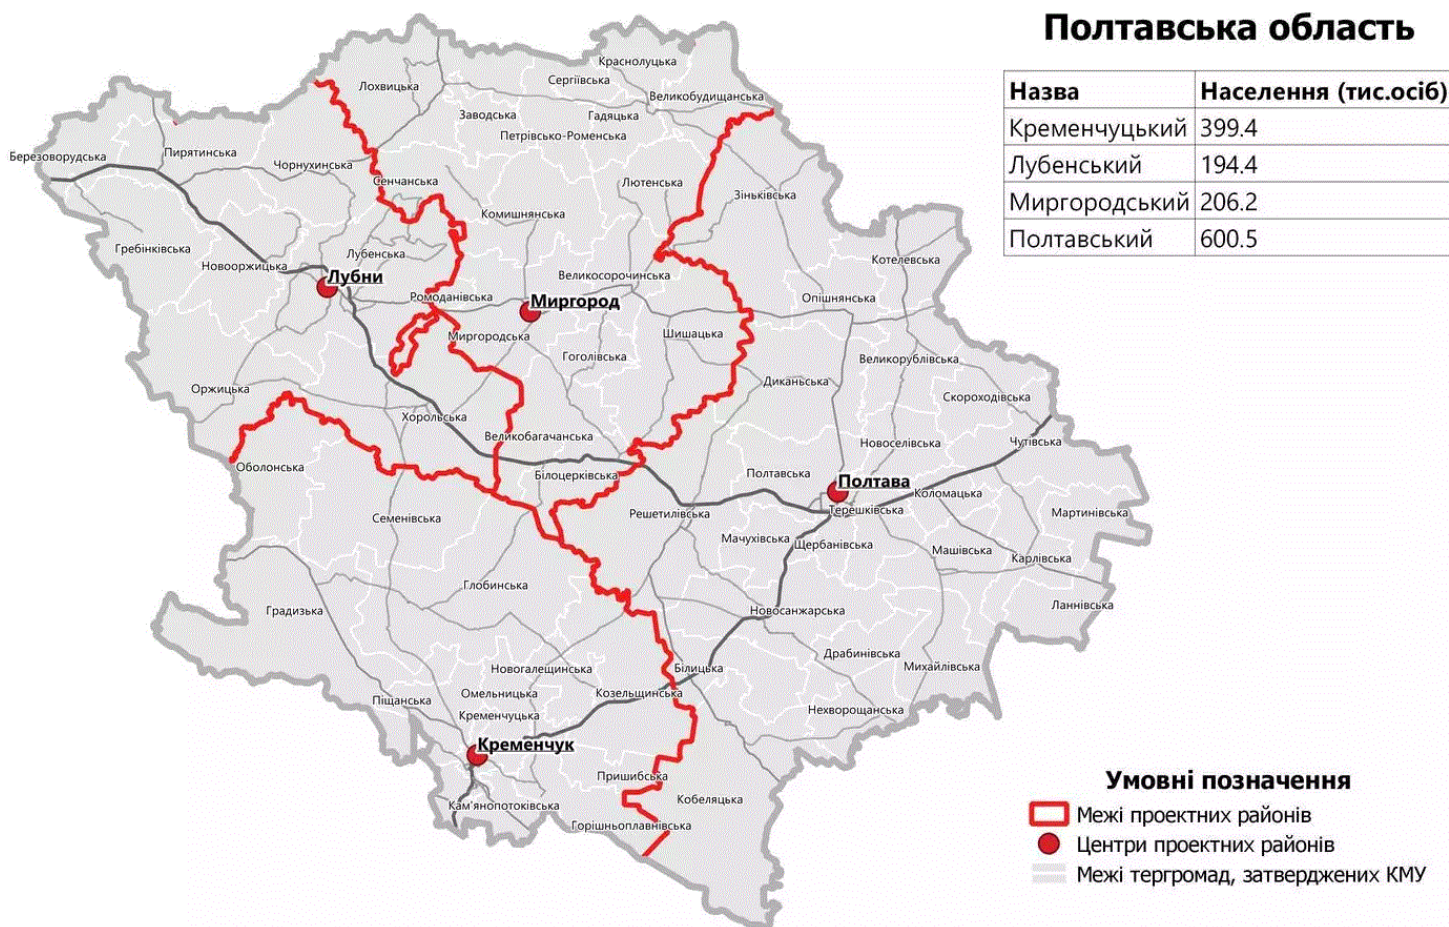 Полтавська область
Назва Населення (тис.осіб)
Кременчуцький 399.4
Лубенський 194.4
Миргородський 206.2
Полтавський 600.5
Краснолуцька
Сергіївська
Лохвицька
Великобудищанська
Заводська
Гадяцька
Петрівсько-Роменська
Березоворудська
Пирятинська
Чорнухинська
Сенчанська
Лютенська
Зіньківська
Комишнянська
Гребінківська
Лубенська
Новооржицька
Котелевська
Великосорочинська
Лубни
Ромоданівська
Миргород
Опішнянська
Миргородська
Шишацька
Гоголівська
Великорублівська
Диканьська
Оржицька
Скороходівська
Хорольська
Великобагачанська
Новоселівська
Чутівська
Оболонська
Білоцерківська
Полтавська
Полтава
Коломацька
Семенівська
Решетилівська
Терешківська
Мартинівська
Мачухівська
Щербанівська
Машівська
Карлівська
Глобинська
Градизька
Новосанжарська
Ланнівська
Драбинівська
Новогалещинська
Білицька
Михайлівська
Омельницька
Козельщинська
Піщанська
Кременчуцька
Нехворощанська
Кременчук
Пришибська
Кобеляцька
Кам'янопотоківська
Горішньоплавнівська
Умовні позначення
Межі проектних районів
Центри проектних районів
Межі тергромад, затверджених КМУ